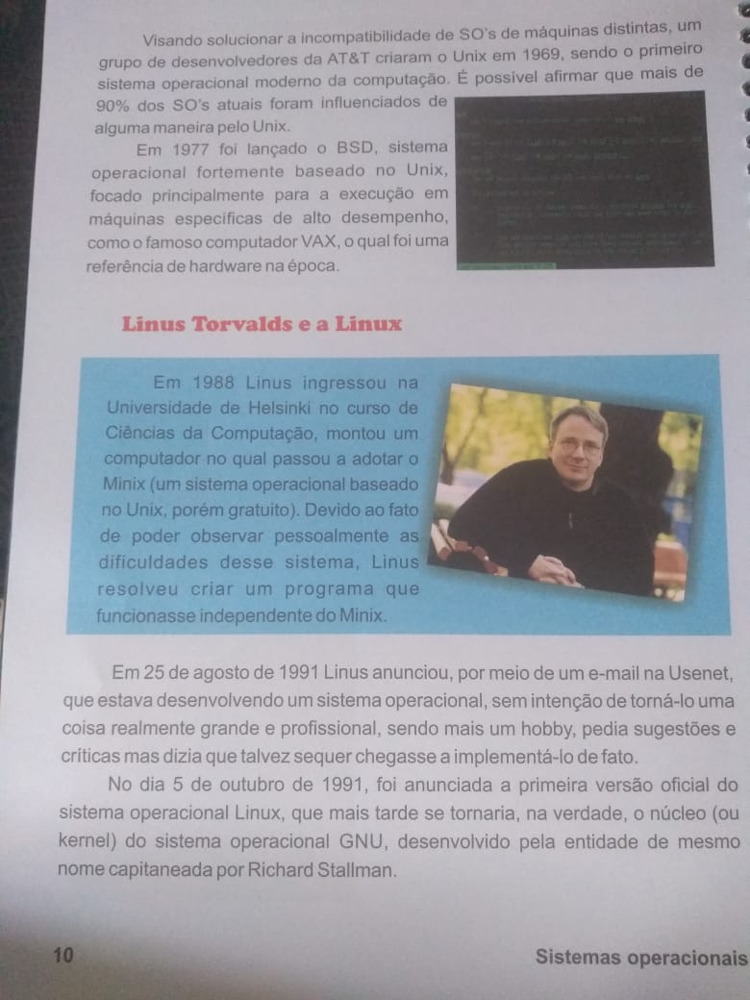 Visando solucionar a incompatibilidade de SO's de máquinas distintas, um
grupo de desenvolvedores da AT&T criaram o Unix em 1969, sendo o primeiro
sistema operacional moderno da computação. É possível afirmar que mais de
90% dos SO's atuais foram influenciados de
alguma maneira pelo Unix.
Em 1977 foi lançado o BSD, sistema
operacional fortemente baseado no Unix,
focado principalmente para a execução em
máquinas específicas de alto desempenho,
como o famoso computador VAX, o qual foi uma
referência de hardware na época.
Linus Torvalds e a Linux
Em 1988 Linus ingressou na
Universidade de Helsinki no curso de
Ciências da Computação, montou um
computador no qual passou a adotar o
Minix (um sistema operacional baseado
no Unix, porém gratuito). Devido ao fato
de poder observar pessoalmente as
dificuldades desse sistema, Linus
resolveu criar um programa que
funcionasse independente do Minix.
Em 25 de agosto de 1991 Linus anunciou, por meio de um e-mail na Usenet,
que estava desenvolvendo um sistema operacional, sem intenção de torná-lo uma
coisa realmente grande e profissional, sendo mais um hobby, pedia sugestões e
críticas mas dizia que talvez sequer chegasse a implementá-lo de fato.
No dia 5 de outubro de 1991, foi anunciada a primeira versão oficial do
sistema operacional Linux, que mais tarde se tornaria, na verdade, o núcleo (ou
kernel) do sistema operacional GNU, desenvolvido pela entidade de mesmo
nome capitaneada por Richard Stallman.
10
Sistemas operacionais